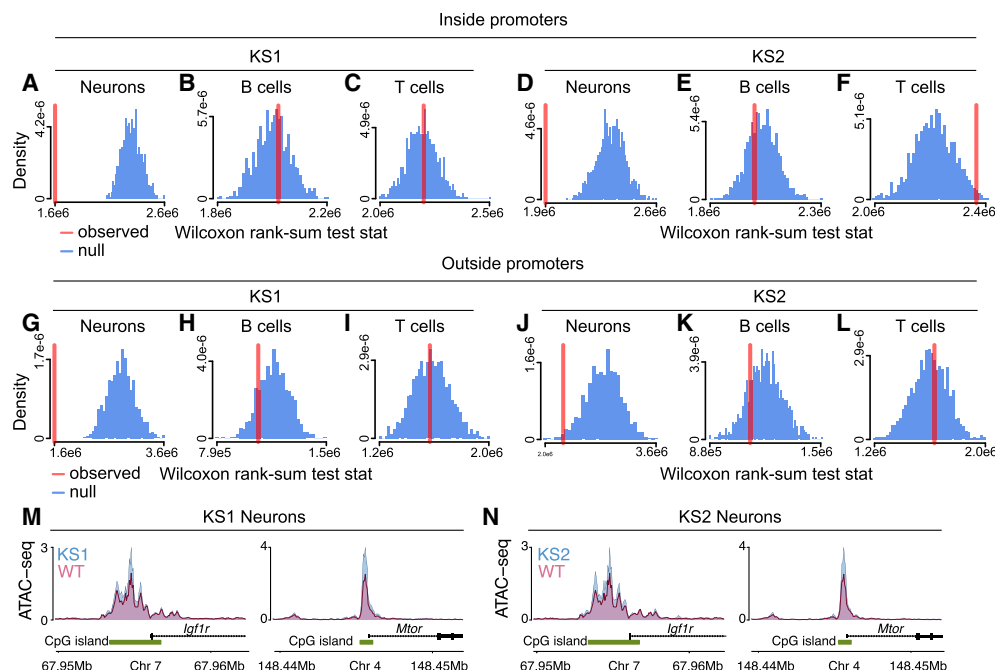 Inside promoters
KS1
KS2
A Neurons
B B cells
C T cells
D Neurons
E B cells
F T cells
Density
0 4.2e-6
0 5.7e-6
0 4.9e-6
0 4.6e-6
0 5.4e-6
0 5.1e-6
1.6e6 2.6e6
1.8e6 2.2e6
2.0e6 2.5e6
1.9e6 2.6e6
1.8e6 2.3e6
2.0e6 2.4e6
observed
null
Wilcoxon rank-sum test stat
Wilcoxon rank-sum test stat
Outside promoters
KS1
KS2
G Neurons
H B cells
I T cells
J Neurons
K B cells
L T cells
Density
0 1.7e-6
0 4.0e-6
0 2.9e-6
0 1.6e-6
0 3.9e-6
0 2.9e-6
1.6e6 3.6e6
7.9e5 1.5e6
1.2e6 2.0e6
2.0e6 3.6e6
8.8e5 1.5e6
1.2e6 2.0e6
observed
null
Wilcoxon rank-sum test stat
Wilcoxon rank-sum test stat
M KS1 Neurons
ATAC–seq
3
0
KS1
WT
Igf1r
CpG island
67.95Mb Chr 7 67.96Mb
4
0
Mtor
CpG island
148.44Mb Chr 4 148.45Mb
N KS2 Neurons
ATAC–seq
3
0
KS2
WT
Igf1r
CpG island
67.95Mb Chr 7 67.96Mb
4
0
Mtor
CpG island
148.44Mb Chr 4 148.45Mb